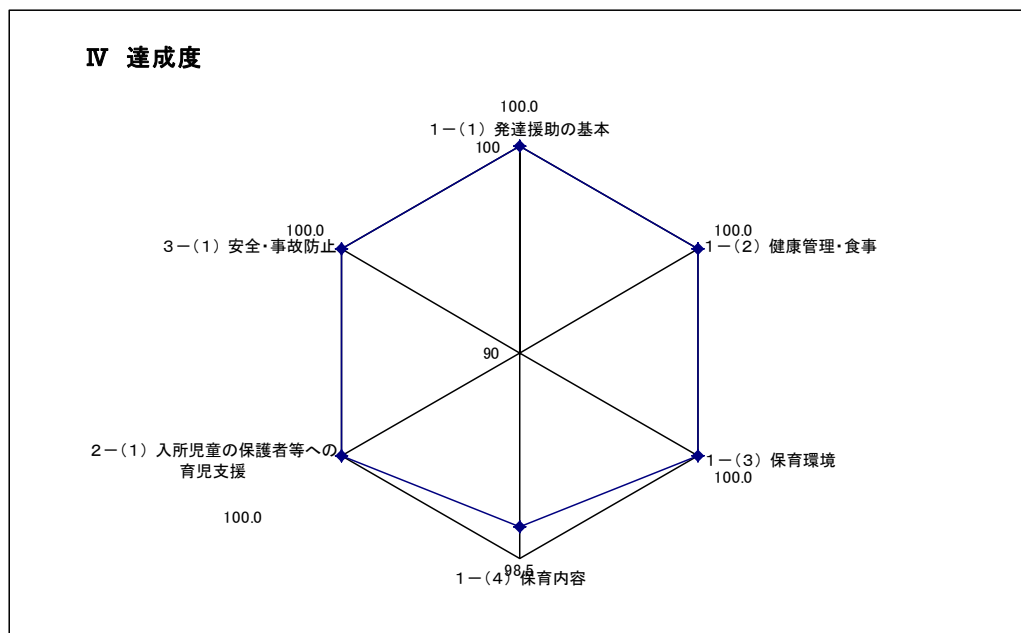 Ⅳ 達成度
100.0
1-(1) 発達援助の基本
100
100.0
3-(1) 安全・事故防止
100.0
1-(2) 健康管理・食事
90
2-(1) 入所児童の保護者等への
育児支援
100.0
1-(3) 保育環境
100.0
98.5
1-(4) 保育内容